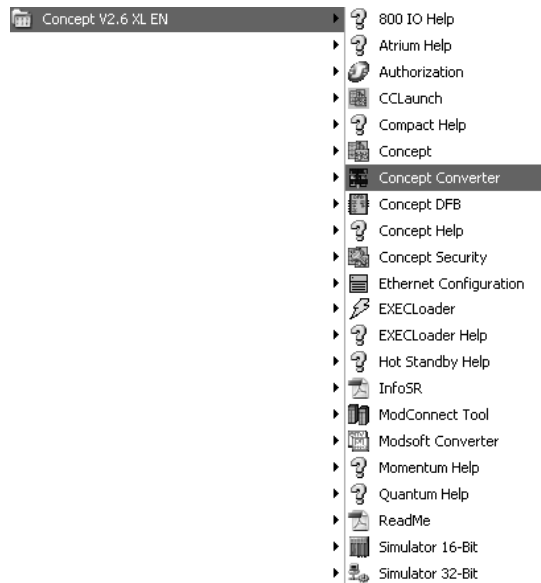 Concept V2.6 XL EN
800 IO Help
Atrium Help
Authorization
CCLaunch
Compact Help
Concept
Concept Converter
Concept DFB
Concept Help
Concept Security
Ethernet Configuration
EXECLoader
EXECLoader Help
Hot Standby Help
InfoSR
ModConnect Tool
Modsoft Converter
Momentum Help
Quantum Help
ReadMe
Simulator 16-Bit
Simulator 32-Bit